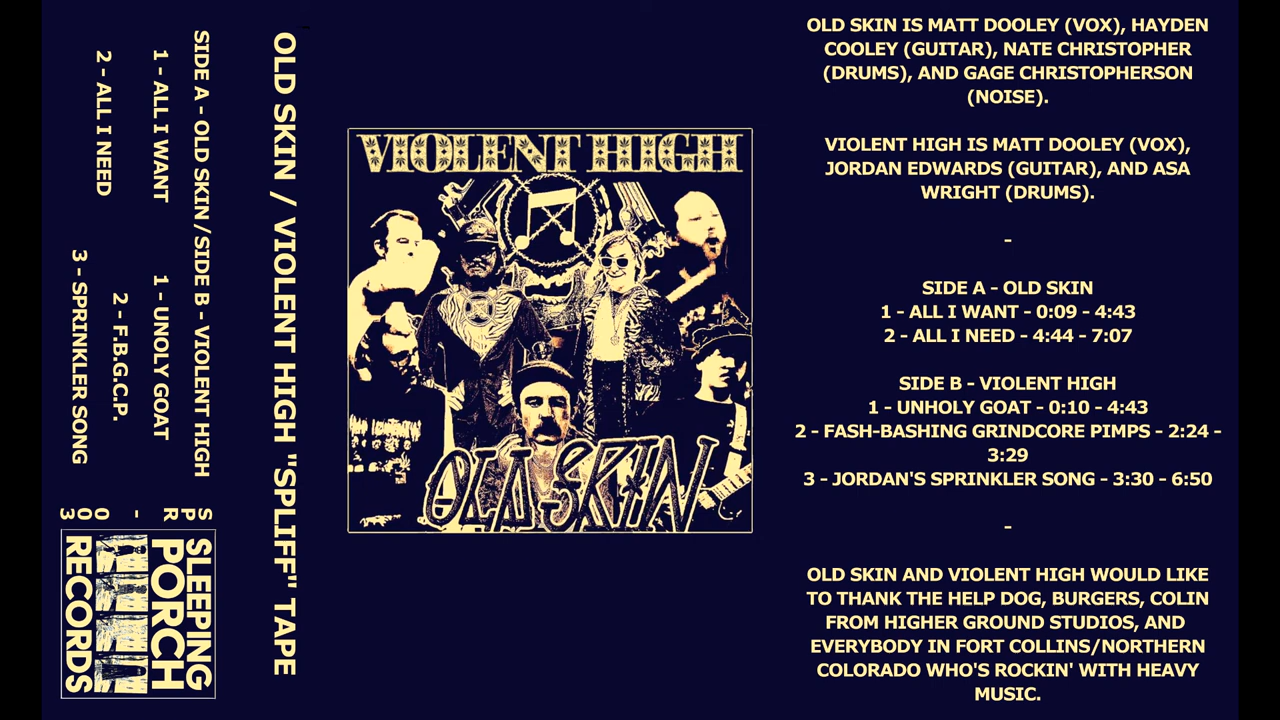 SIDE A - OLD SKIN / SIDE B - VIOLENT HIGH
1 - ALL I WANT
2 - ALL I NEED
1 - UNOLY GOAT
2 - F.B.G.C.P.
3 - SPRINKLER SONG
SPR - 003
SLEEPING
PORCH
RECORDS
OLD SKIN / VIOLENT HIGH "SPLIFF" TAPE
VIOLENT HIGH
OLD SKIN
OLD SKIN IS MATT DOOLEY (VOX), HAYDEN
COOLEY (GUITAR), NATE CHRISTOPHER
(DRUMS), AND GAGE CHRISTOPHERSON
(NOISE).
VIOLENT HIGH IS MATT DOOLEY (VOX),
JORDAN EDWARDS (GUITAR), AND ASA
WRIGHT (DRUMS).
-
SIDE A - OLD SKIN
1 - ALL I WANT - 0:09 - 4:43
2 - ALL I NEED - 4:44 - 7:07
SIDE B - VIOLENT HIGH
1 - UNHOLY GOAT - 0:10 - 4:43
2 - FASH-BASHING GRINDCORE PIMPS - 2:24 -
3:29
3 - JORDAN'S SPRINKLER SONG - 3:30 - 6:50
-
OLD SKIN AND VIOLENT HIGH WOULD LIKE
TO THANK THE HELP DOG, BURGERS, COLIN
FROM HIGHER GROUND STUDIOS, AND
EVERYBODY IN FORT COLLINS/NORTHERN
COLORADO WHO'S ROCKIN' WITH HEAVY
MUSIC.